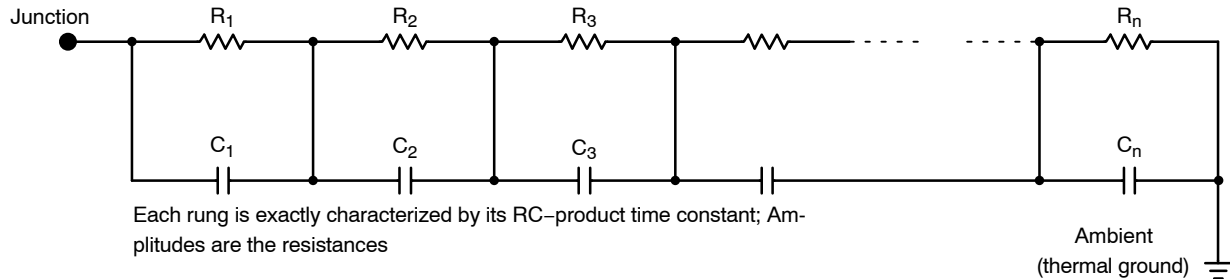 Junction
R1
R2
R3
Rn
C1
C2
C3
Cn
Each rung is exactly characterized by its RC−product time constant; Am-
plitudes are the resistances
Ambient
(thermal ground)